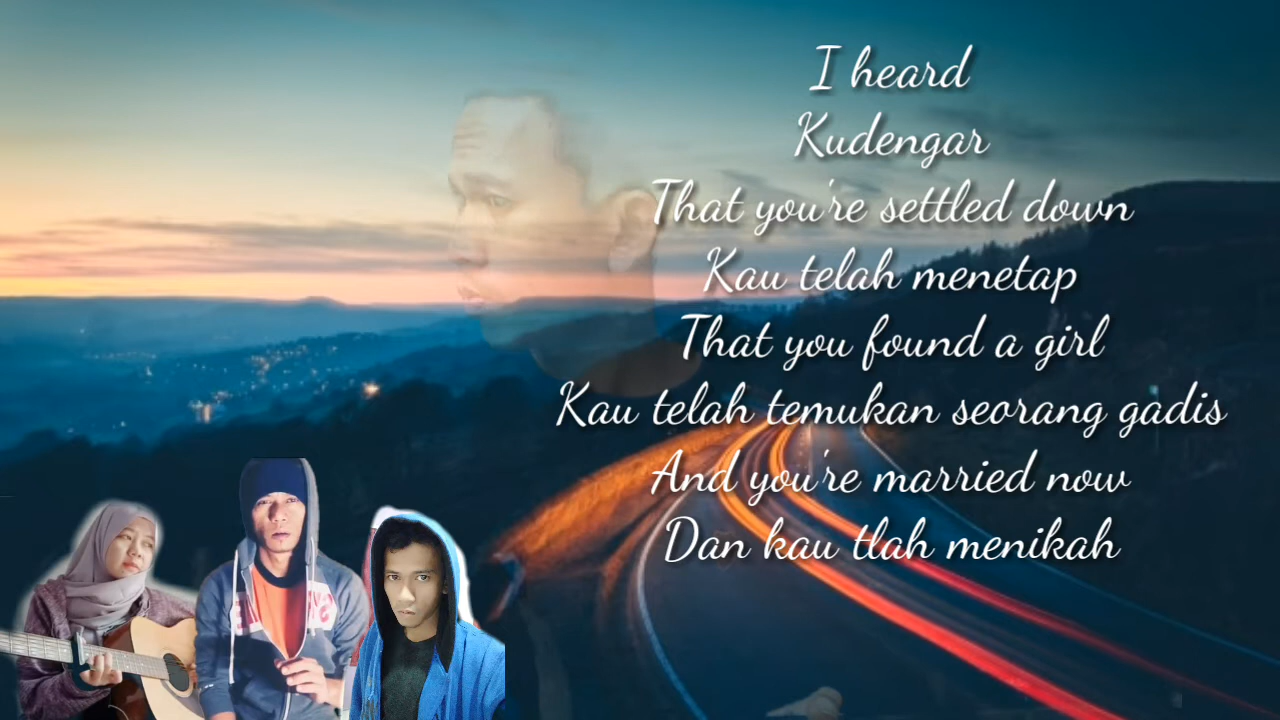 I heard
Kudengar
That you're settled down
Kau telah menetap
That you found a girl
Kau telah temukan seorang gadis
And you're married now
Dan kau tlah menikah